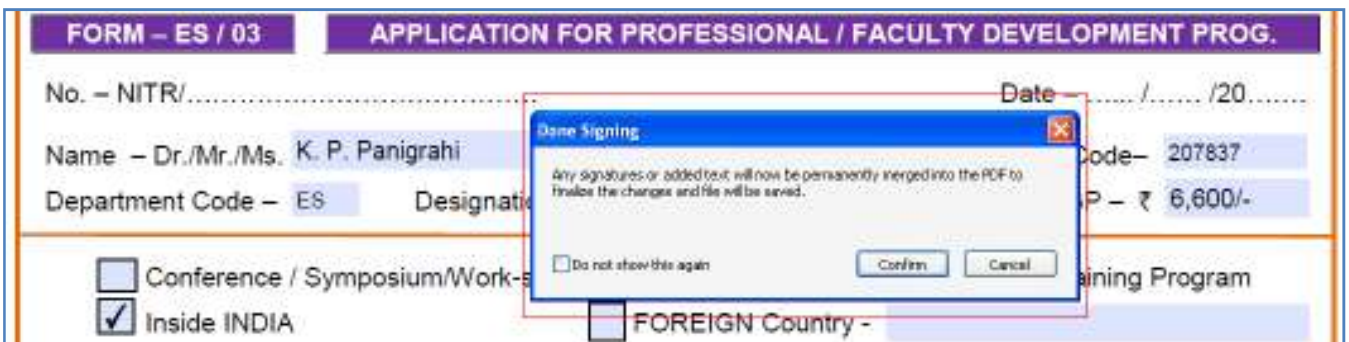 FORM – ES / 03 APPLICATION FOR PROFESSIONAL / FACULTY DEVELOPMENT PROG.
No. – NITR/.................................... Date – ...... /....... /20.......
Done Signing
Name – Dr./Mr./Ms. K. P. Panigrahi Code– 207837
Any signatures or added text will now be permanently merged into the PDF to
finalize the changes and file will be saved.
Department Code – ES Designati P – ₹ 6,600/-
Do not show this again Confirm Cancel
Conference / Symposium/Work-s aining Program
Inside INDIA FOREIGN Country -